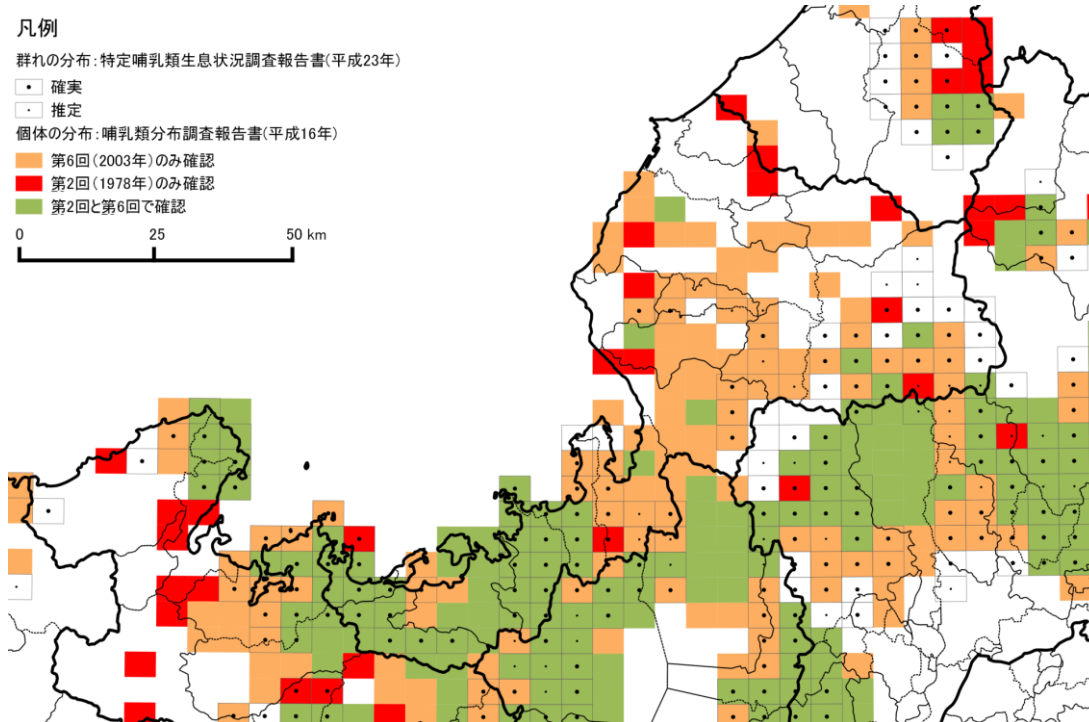 凡例
群れの分布：特定哺乳類生息状況調査報告書(平成23年)
確実
推定
個体の分布：哺乳類分布調査報告書(平成16年)
第6回(2003年)のみ確認
第2回(1978年)のみ確認
第2回と第6回で確認
0 25 50 km